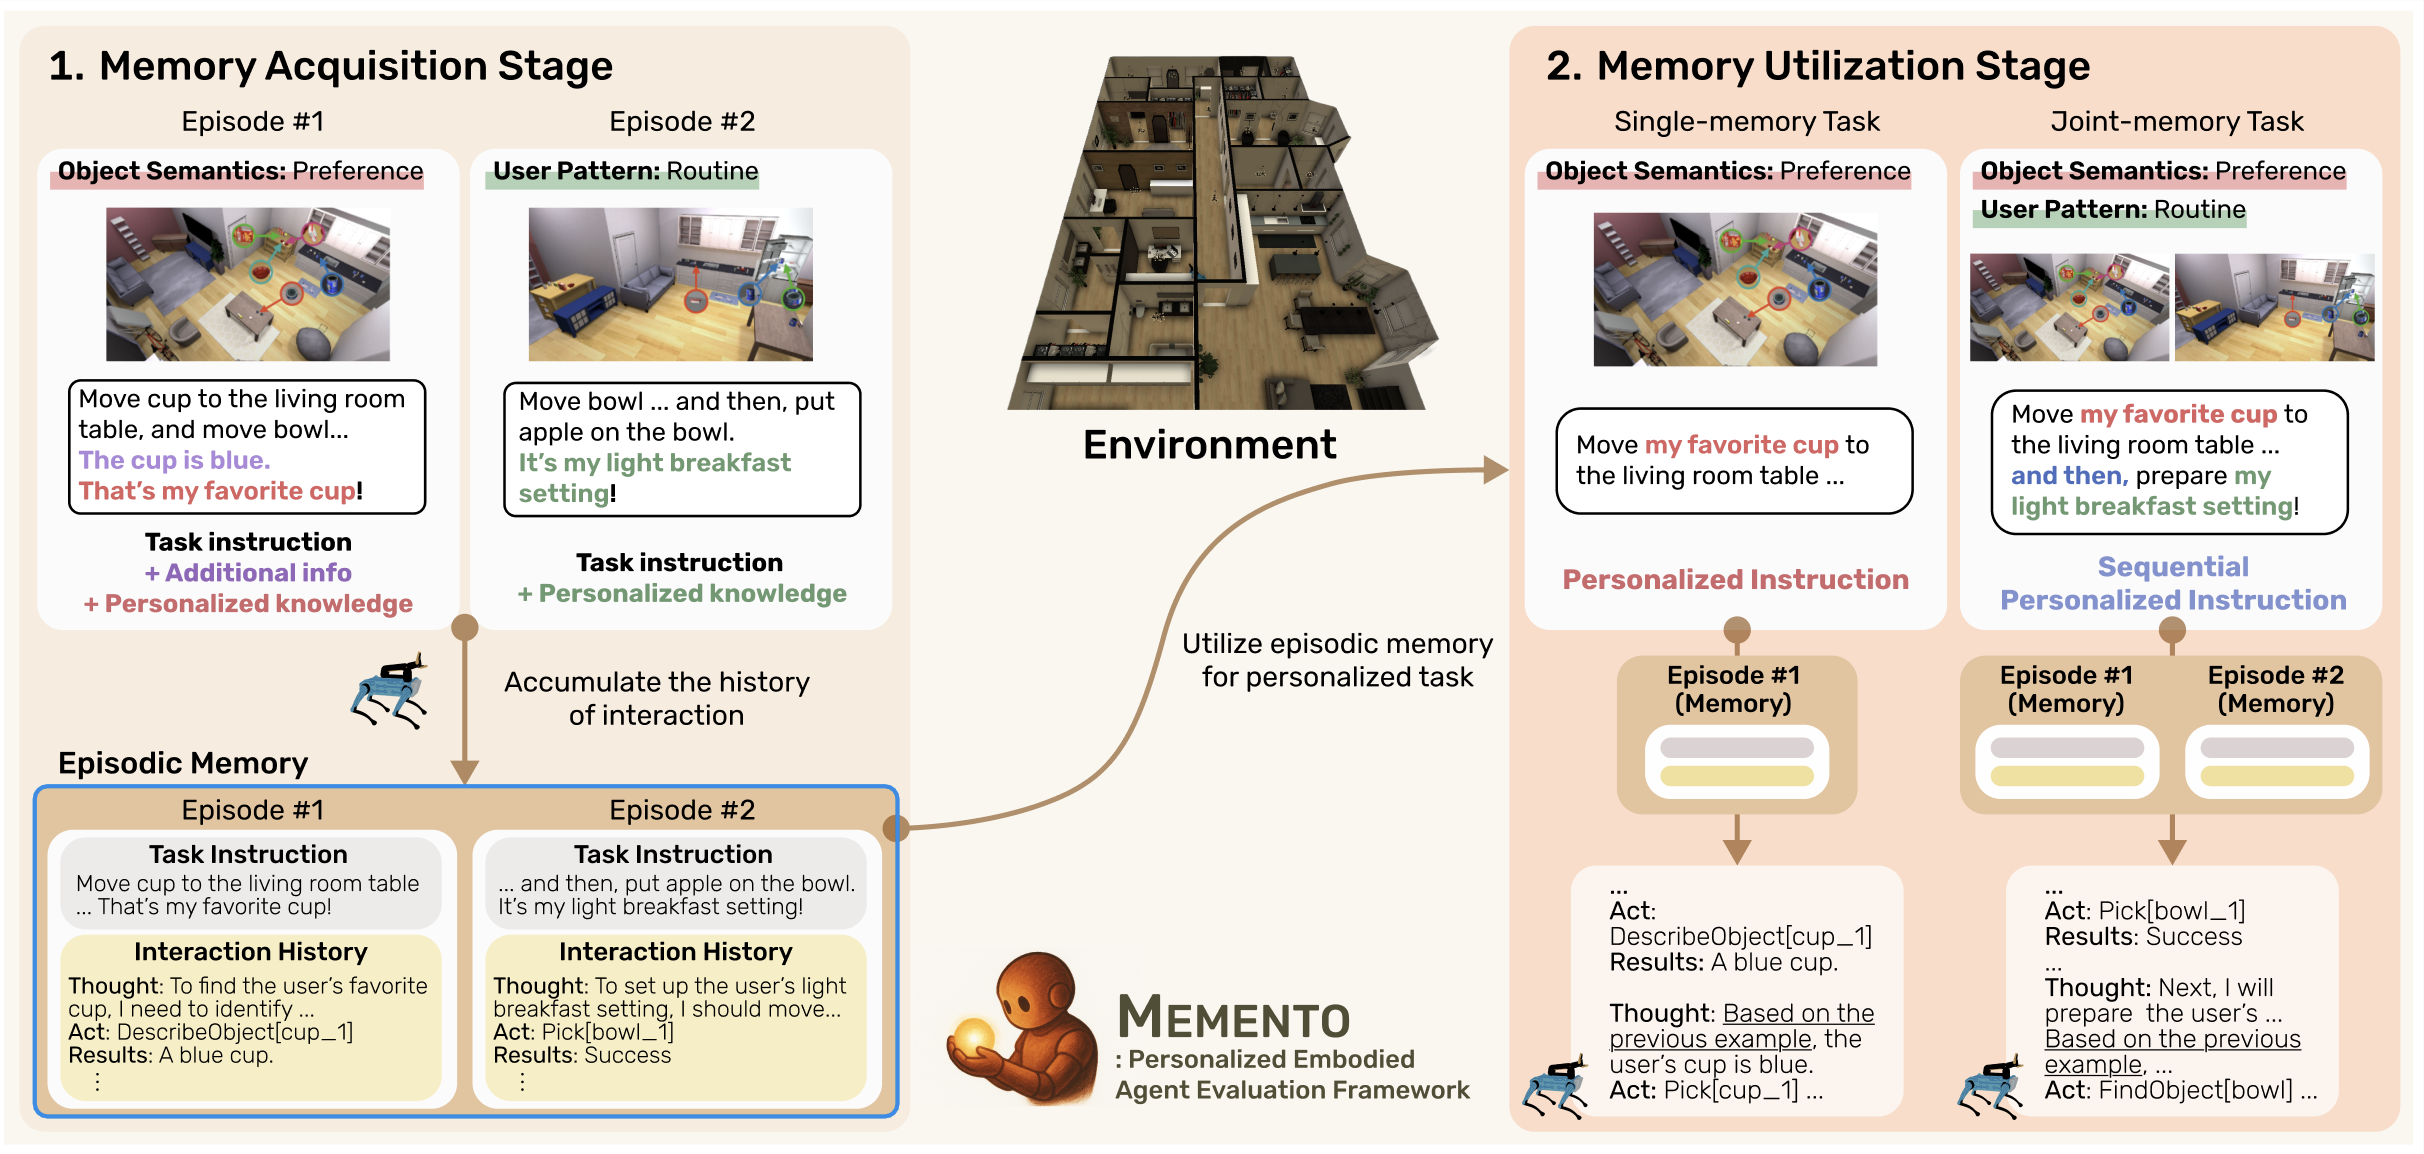 1. Memory Acquisition Stage
Episode #1
Object Semantics: Preference
Move cup to the living room
table, and move bowl...
The cup is blue.
That's my favorite cup!
Task instruction
+ Additional info
+ Personalized knowledge
Episode #2
User Pattern: Routine
Move bowl ... and then, put
apple on the bowl.
It's my light breakfast
setting!
Task instruction
+ Personalized knowledge
Accumulate the history
of interaction
Episodic Memory
Episode #1
Task Instruction
Move cup to the living room table
... That's my favorite cup!
Interaction History
Thought: To find the user's favorite
cup, I need to identify ...
Act: DescribeObject[cup_1]
Results: A blue cup.
⋮
Episode #2
Task Instruction
... and then, put apple on the bowl.
It's my light breakfast setting!
Interaction History
Thought: To set up the user's light
breakfast setting, I should move...
Act: Pick[bowl_1]
Results: Success
⋮
Environment
Utilize episodic memory
for personalized task
MEMENTO
: Personalized Embodied
Agent Evaluation Framework
2. Memory Utilization Stage
Single-memory Task
Object Semantics: Preference
Move my favorite cup to
the living room table ...
Personalized Instruction
Episode #1
(Memory)
...
Act:
DescribeObject[cup_1]
Results: A blue cup.
Thought: Based on the
previous example, the
user's cup is blue.
Act: Pick[cup_1] ...
Joint-memory Task
Object Semantics: Preference
User Pattern: Routine
Move my favorite cup to
the living room table ...
and then, prepare my
light breakfast setting!
Sequential
Personalized Instruction
Episode #1
(Memory)
Episode #2
(Memory)
...
Act: Pick[bowl_1]
Results: Success
...
Thought: Next, I will
prepare the user's ...
Based on the previous
example, ...
Act: FindObject[bowl] ...